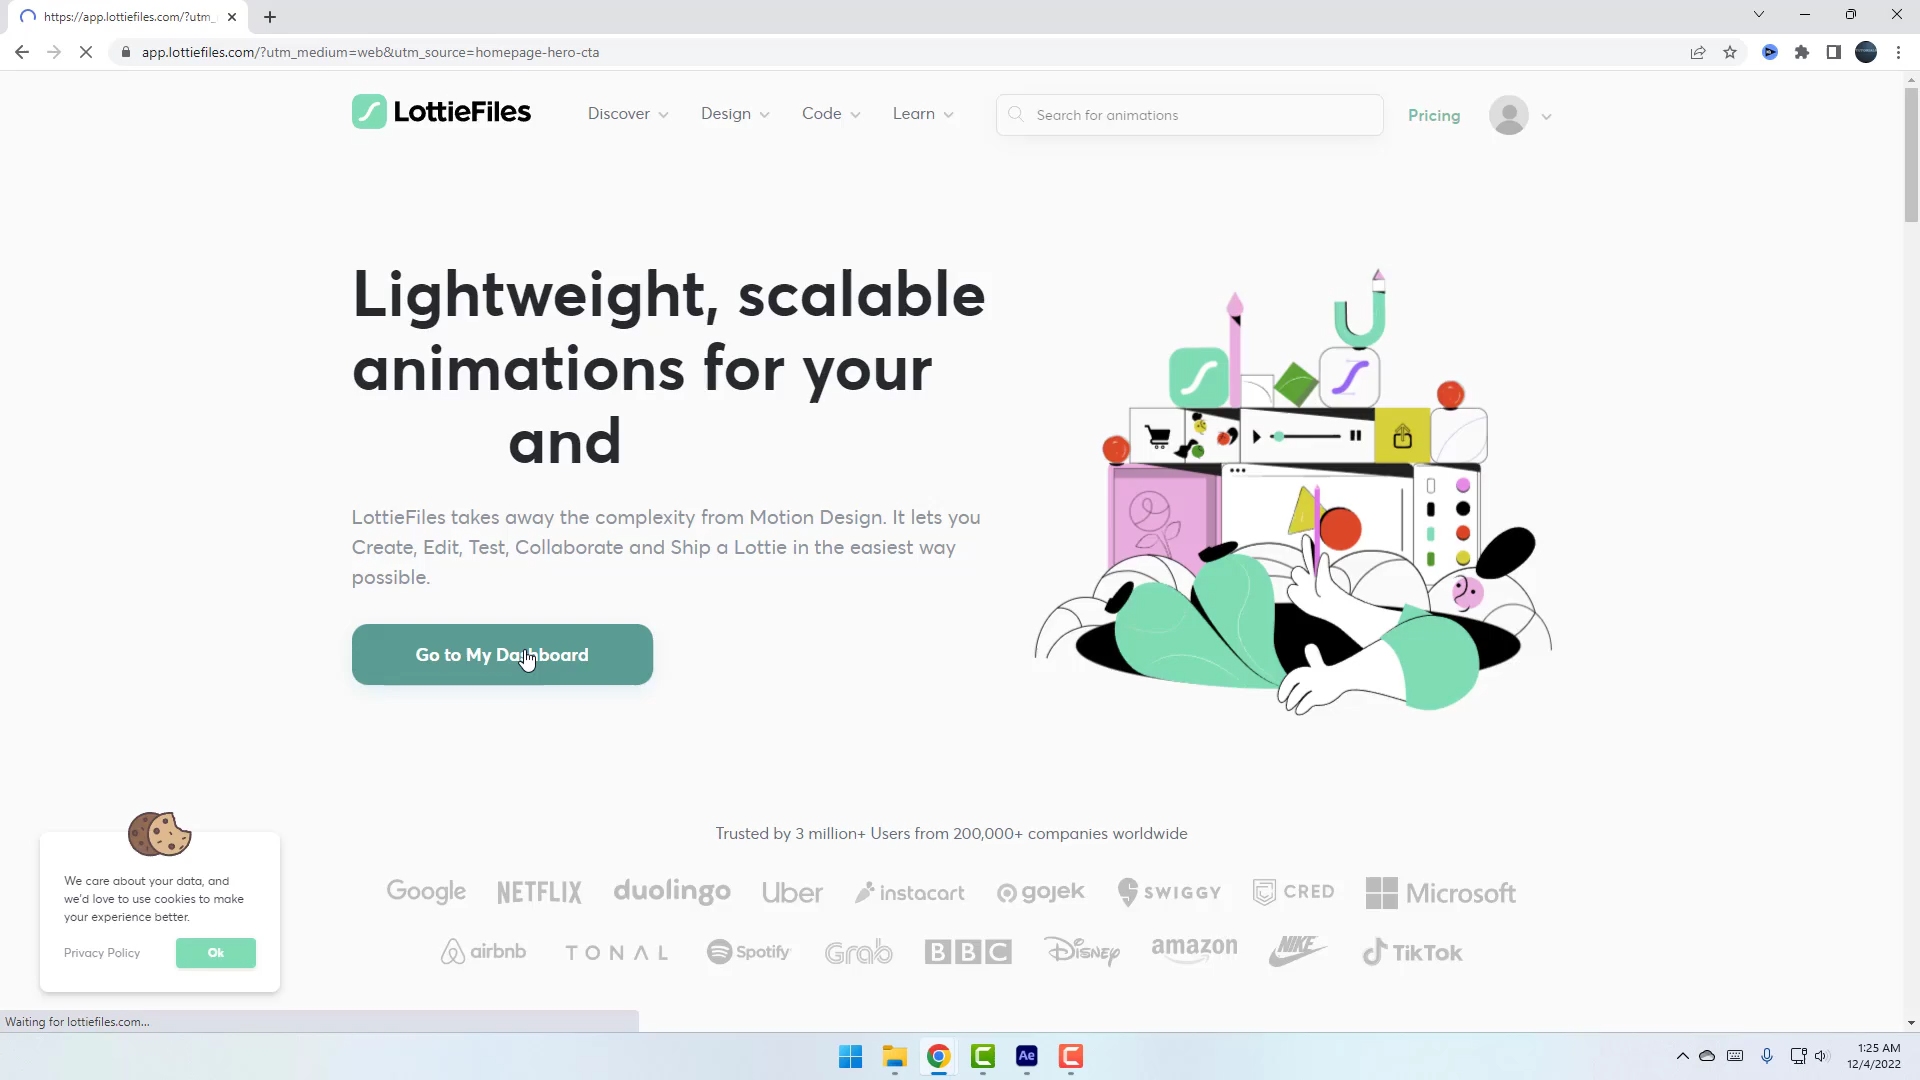 https://app.lottiefiles.com/?utm_
app.lottiefiles.com/?utm_medium=web&utm_source=homepage-hero-cta
LottieFiles
Discover
Design
Code
Learn
Search for animations
Pricing
Lightweight, scalable
animations for your
and
LottieFiles takes away the complexity from Motion Design. It lets you
Create, Edit, Test, Collaborate and Ship a Lottie in the easiest way
possible.
Go to My Dashboard
Trusted by 3 million+ Users from 200,000+ companies worldwide
Google NETFLIX duolingo Uber instacart gojek SWIGGY CRED Microsoft
airbnb TONAL Spotify Grab BBC Disney amazon NIKE TikTok
We care about your data, and
we'd love to use cookies to make
your experience better.
Privacy Policy
Ok
Waiting for lottiefiles.com...
Ae
1:25 AM
12/4/2022